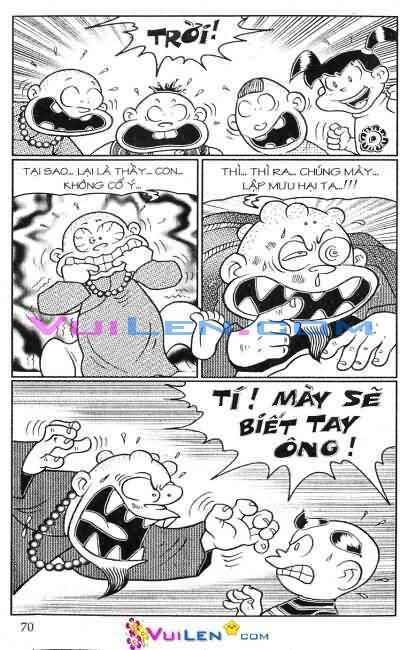 TRỜI!
TẠI SAO... LẠI LÀ THẦY... CON...
KHÔNG CỐ Ý...
THÌ... THÌ RA... CHÚNG MÀY...
LẬP MƯU HẠI TA...!!!
VUILEN.COM
TÍ! MÀY SẼ
BIẾT TAY
ÔNG!
70
VUILEN COM